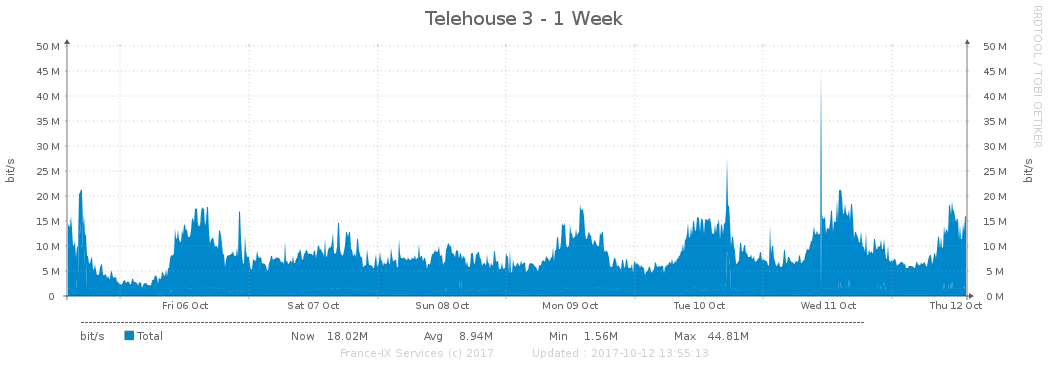 Telehouse 3 - 1 Week
RRDTOOL / TOBI OETIKER
bit/s
bit/s
50 M 50 M
45 M 45 M
40 M 40 M
35 M 35 M
30 M 30 M
25 M 25 M
20 M 20 M
15 M 15 M
10 M 10 M
5 M 5 M
0 0 M
Fri 06 Oct Sat 07 Oct Sun 08 Oct Mon 09 Oct Tue 10 Oct Wed 11 Oct Thu 12 Oct
bit/s Total Now 18.02M Avg 8.94M Min 1.56M Max 44.81M
France-IX Services (c) 2017 Updated : 2017-10-12 13:55:13